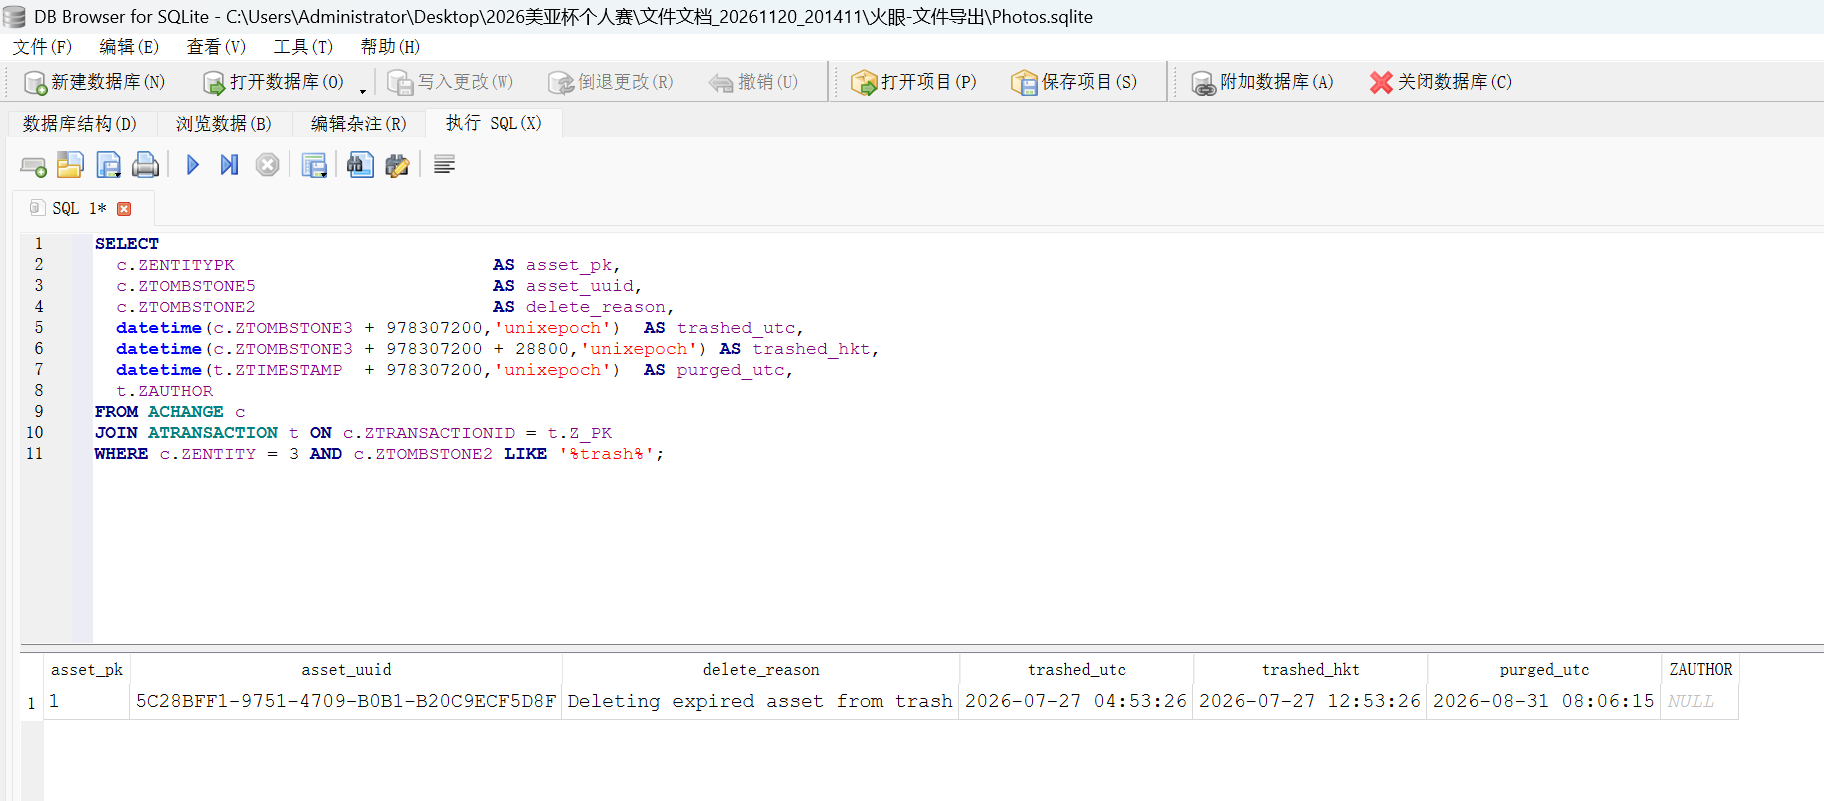 DB Browser for SQLite - C:\Users\Administrator\Desktop\2026美亚杯个人赛\文件文档_20261120_201411\火眼-文件导出\Photos.sqlite
文件(F) 编辑(E) 查看(V) 工具(T) 帮助(H)
新建数据库(N) 打开数据库(O) 写入更改(W) 倒退更改(R) 撤销(U) 打开项目(P) 保存项目(S) 附加数据库(A) 关闭数据库(C)
数据库结构(D) 浏览数据(B) 编辑杂注(R) 执行 SQL(X)
SQL 1*
1 SELECT
2 c.ZENTITYPK AS asset_pk,
3 c.ZTOMBSTONE5 AS asset_uuid,
4 c.ZTOMBSTONE2 AS delete_reason,
5 datetime(c.ZTOMBSTONE3 + 978307200,'unixepoch') AS trashed_utc,
6 datetime(c.ZTOMBSTONE3 + 978307200 + 28800,'unixepoch') AS trashed_hkt,
7 datetime(t.ZTIMESTAMP + 978307200,'unixepoch') AS purged_utc,
8 t.ZAUTHOR
9 FROM ACHANGE c
10 JOIN ATRANSACTION t ON c.ZTRANSACTIONID = t.Z_PK
11 WHERE c.ZENTITY = 3 AND c.ZTOMBSTONE2 LIKE '%trash%';
asset_pk asset_uuid delete_reason trashed_utc trashed_hkt purged_utc ZAUTHOR
1 1 5C28BFF1-9751-4709-B0B1-B20C9ECF5D8F Deleting expired asset from trash 2026-07-27 04:53:26 2026-07-27 12:53:26 2026-08-31 08:06:15 NULL